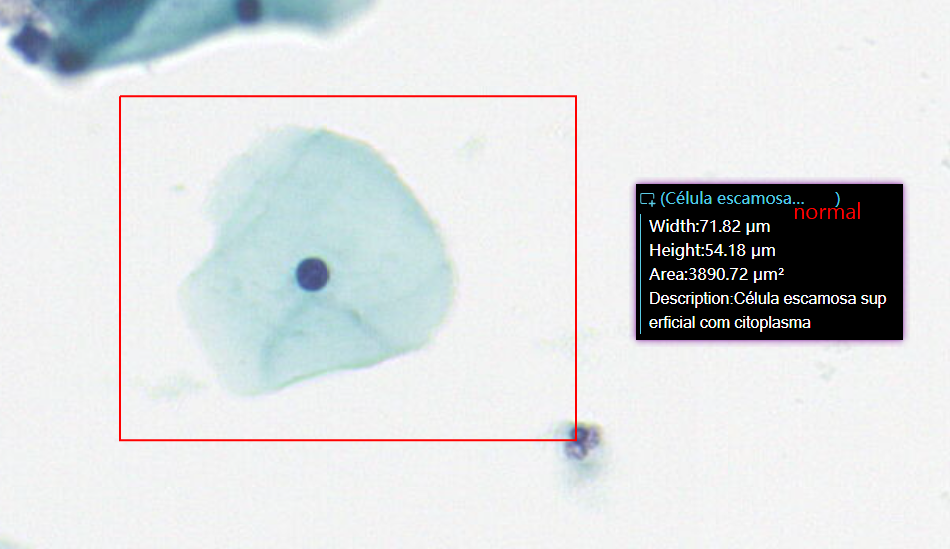 (Célula escamosa... )
normal
Width:71.82 µm
Height:54.18 µm
Area:3890.72 µm²
Description:Célula escamosa sup
erficial com citoplasma